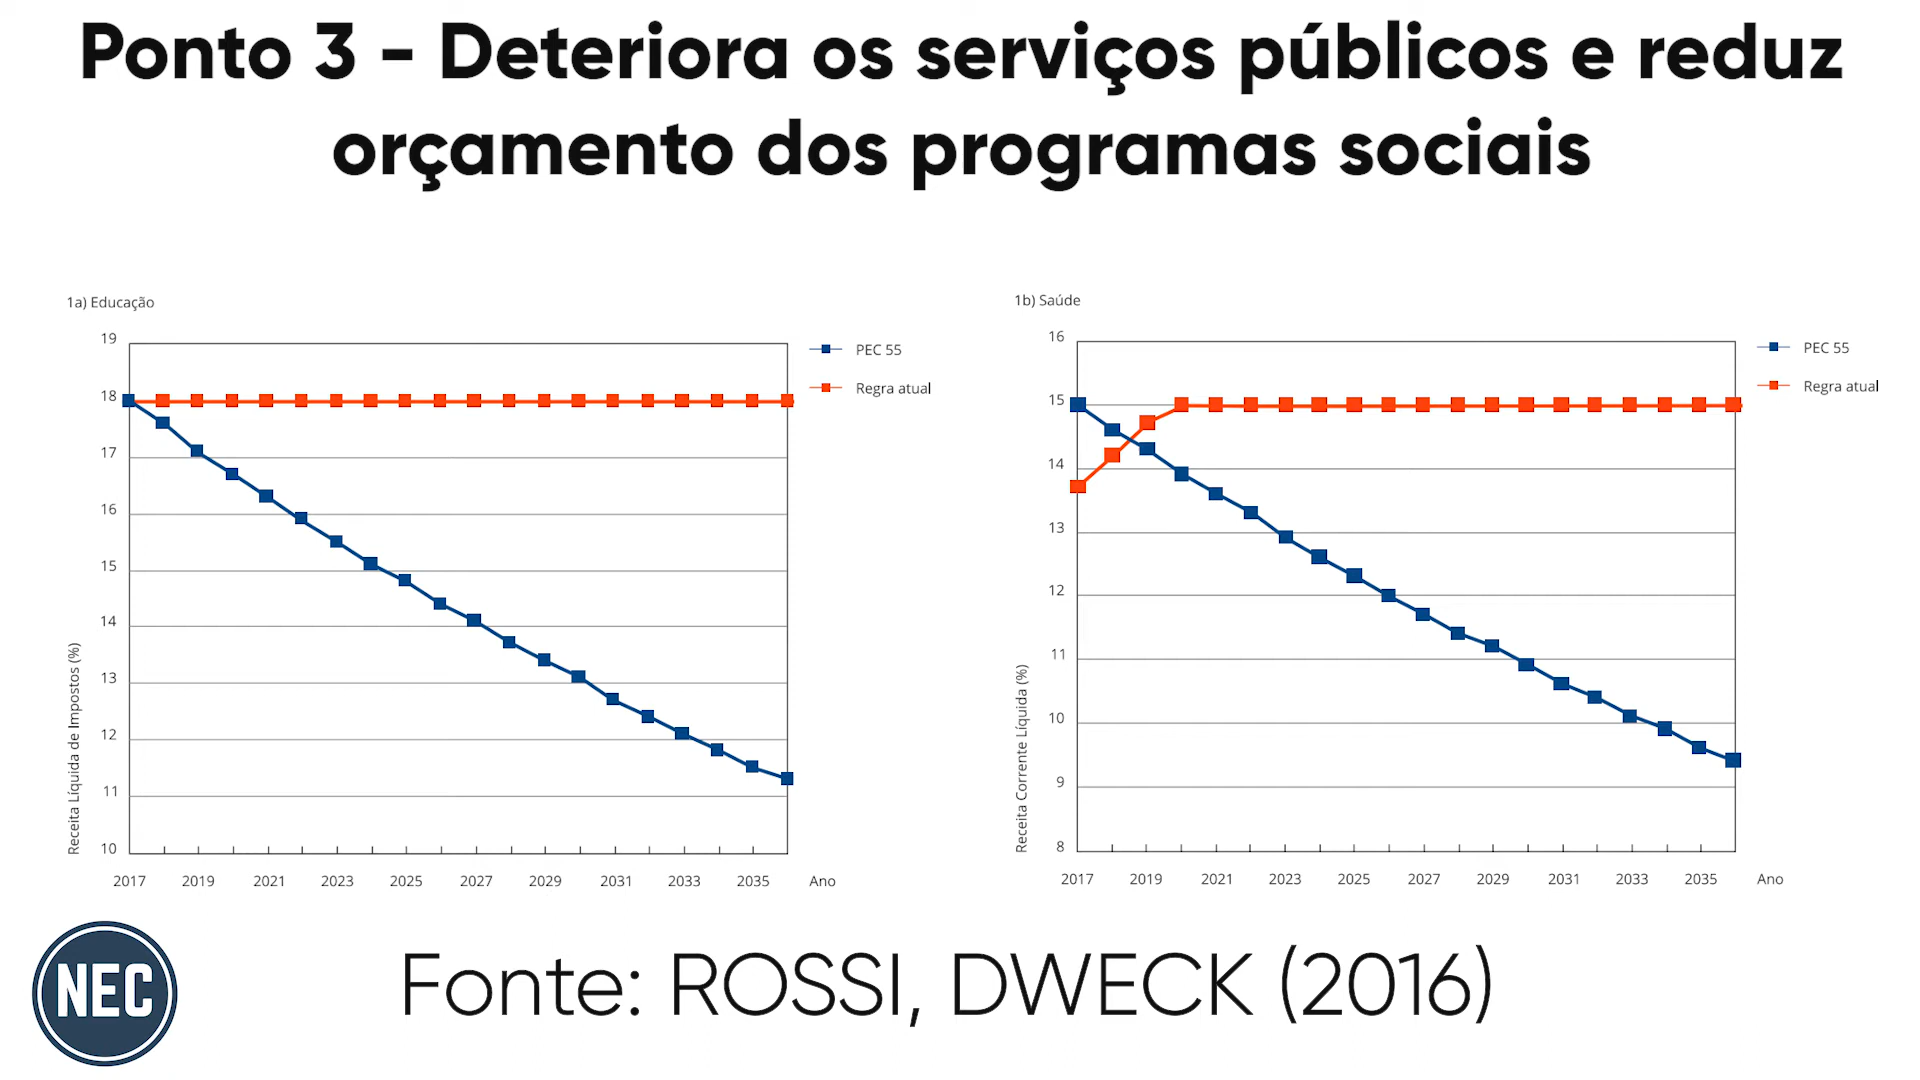 Ponto 3 - Deteriora os serviços públicos e reduz
orçamento dos programas sociais
1a) Educação
19
18
17
16
15
14
13
12
11
10
Receita Líquida de Impostos (%)
2017 2019 2021 2023 2025 2027 2029 2031 2033 2035 Ano
PEC 55
Regra atual
1b) Saúde
16
15
14
13
12
11
10
9
8
Receita Corrente Líquida (%)
2017 2019 2021 2023 2025 2027 2029 2031 2033 2035 Ano
PEC 55
Regra atual
NEC
Fonte: ROSSI, DWECK (2016)